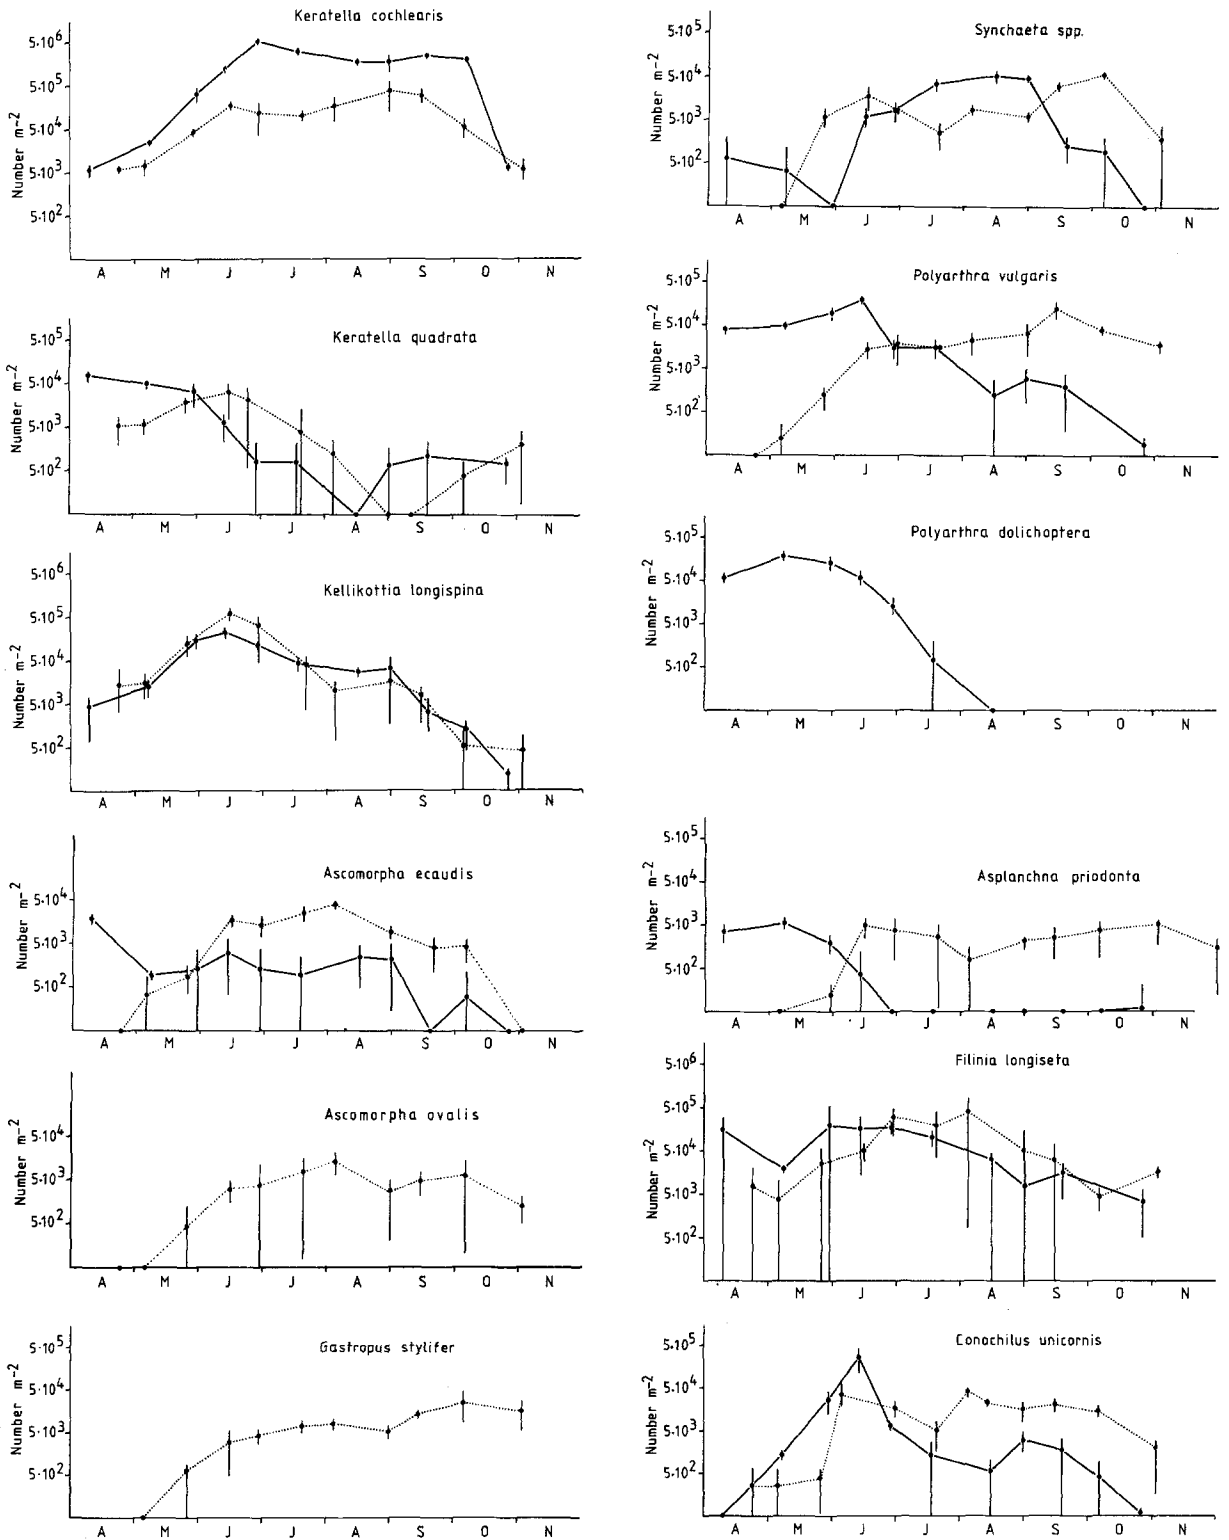 Keratella cochlearis
Number m⁻²
5·10⁶
5·10⁵
5·10⁴
5·10³
5·10²
A M J J A S O N
Keratella quadrata
Number m⁻²
5·10⁵
5·10⁴
5·10³
5·10²
A M J J A S O N
Kellikottia longispina
Number m⁻²
5·10⁶
5·10⁵
5·10⁴
5·10³
5·10²
A M J J A S O N
Ascomorpha ecaudis
Number m⁻²
5·10⁴
5·10³
5·10²
A M J J A S O N
Ascomorpha ovalis
Number m⁻²
5·10⁴
5·10³
5·10²
A M J J A S O N
Gastropus stylifer
Number m⁻²
5·10⁵
5·10⁴
5·10³
5·10²
A M J J A S O N
Synchaeta spp.
Number m⁻²
5·10⁵
5·10⁴
5·10³
5·10²
A M J J A S O N
Polyarthra vulgaris
Number m⁻²
5·10⁵
5·10⁴
5·10³
5·10²
A M J J A S O N
Polyarthra dolichoptera
Number m⁻²
5·10⁵
5·10⁴
5·10³
5·10²
A M J J A S O N
Asplanchna priodonta
Number m⁻²
5·10⁵
5·10⁴
5·10³
5·10²
A M J J A S O N
Filinia longiseta
Number m⁻²
5·10⁶
5·10⁵
5·10⁴
5·10³
5·10²
A M J J A S O N
Conochilus unicornis
Number m⁻²
5·10⁵
5·10⁴
5·10³
5·10²
A M J J A S O N